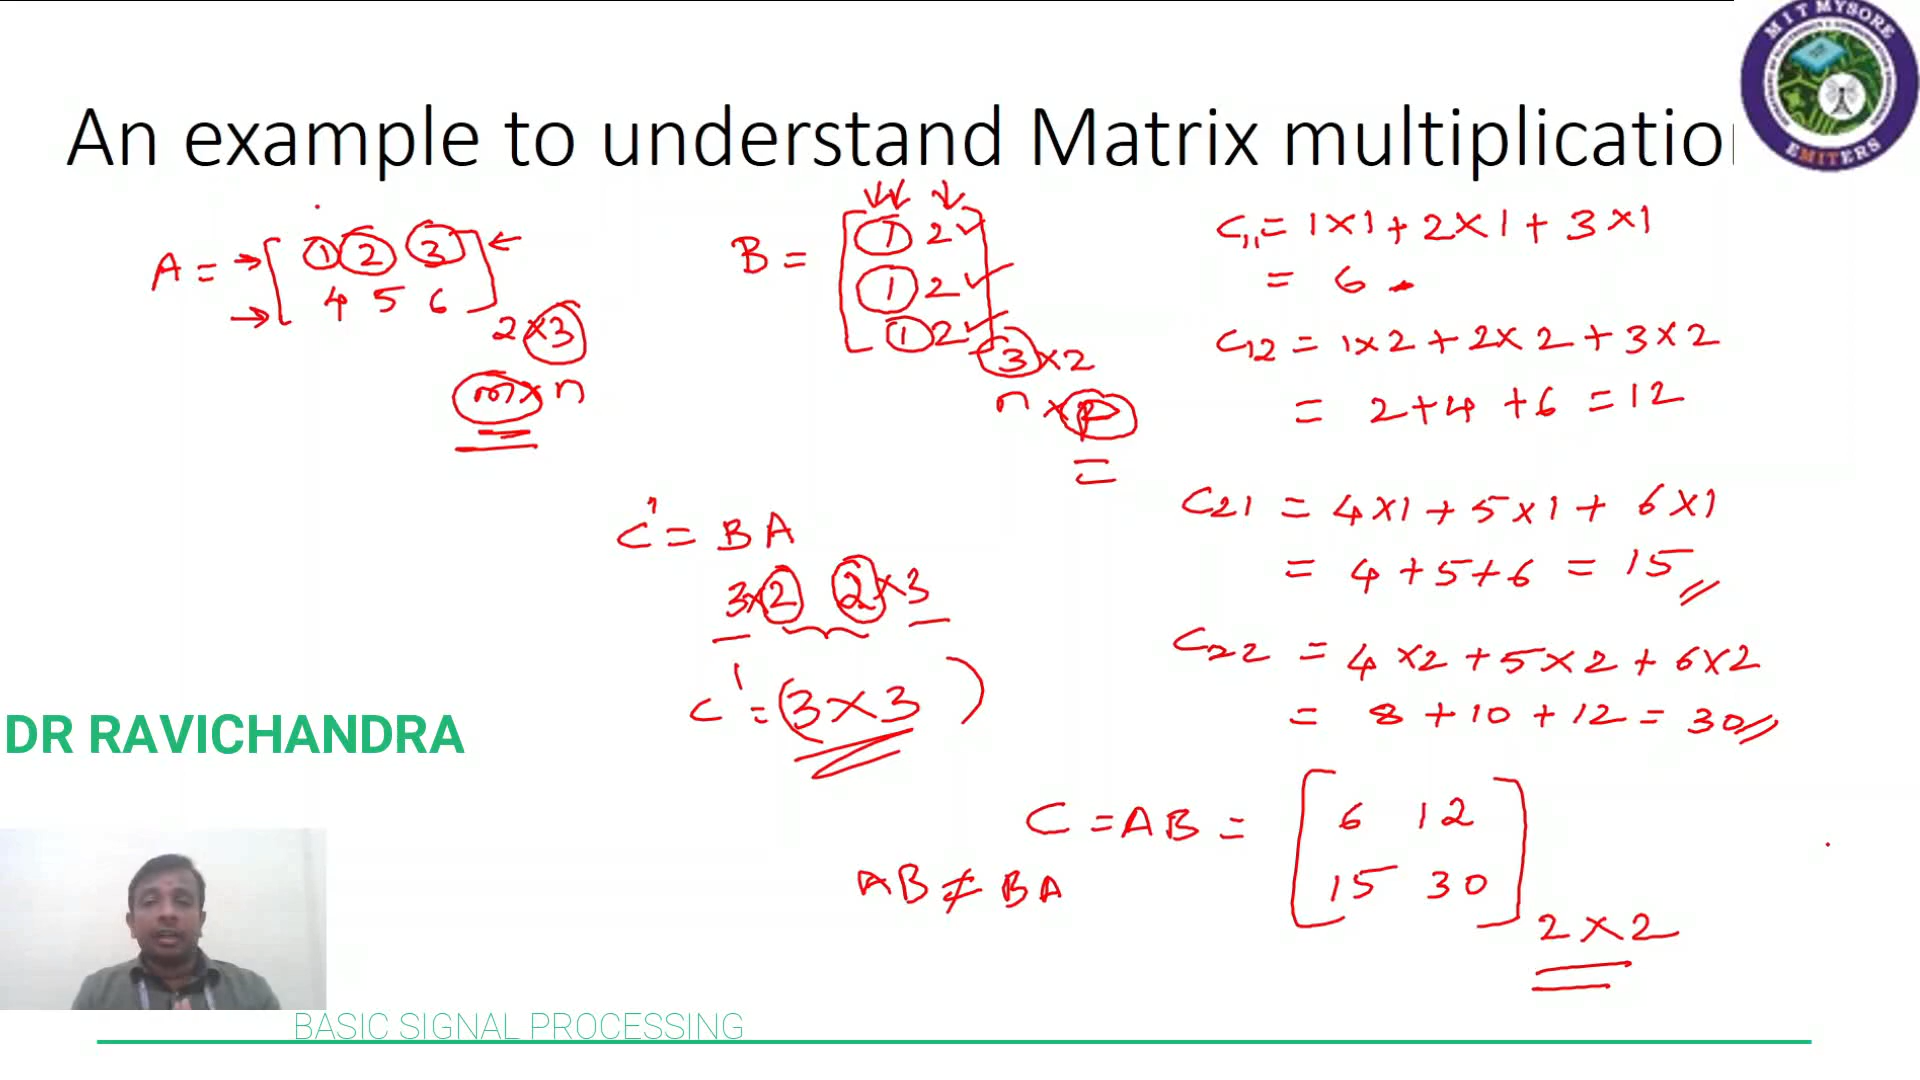 An example to understand Matrix multiplication
MIT MYSORE
EMITERS
A = [ 1 2 3
4 5 6 ] 2×3
m×n
B = [ 1 2
1 2
1 2 ] 3×2
n×p
C' = BA
3×2 2×3
C' = (3×3)
C11 = 1×1 + 2×1 + 3×1
= 6
C12 = 1×2 + 2×2 + 3×2
= 2+4+6 = 12
C21 = 4×1 + 5×1 + 6×1
= 4+5+6 = 15
C22 = 4×2 + 5×2 + 6×2
= 8+10+12 = 30
C = AB = [ 6 12
15 30 ] 2×2
AB ≠ BA
DR RAVICHANDRA
BASIC SIGNAL PROCESSING